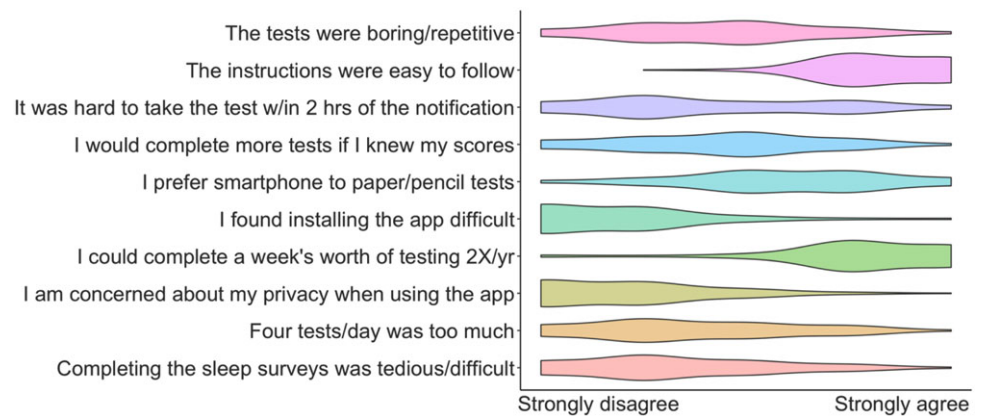 The tests were boring/repetitive
The instructions were easy to follow
It was hard to take the test w/in 2 hrs of the notification
I would complete more tests if I knew my scores
I prefer smartphone to paper/pencil tests
I found installing the app difficult
I could complete a week's worth of testing 2X/yr
I am concerned about my privacy when using the app
Four tests/day was too much
Completing the sleep surveys was tedious/difficult
Strongly disagree Strongly agree